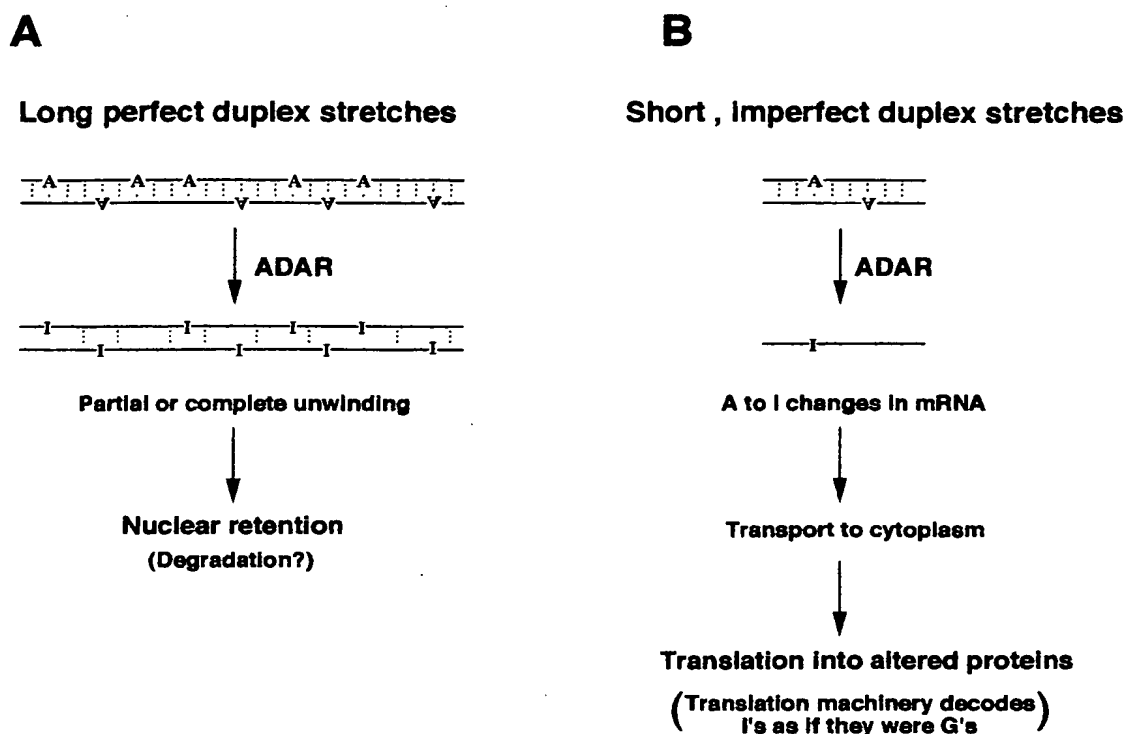 A
B
Long perfect duplex stretches
Short , imperfect duplex stretches
A A A A A
A A A A
ADAR
I I I I
I I I I
Partial or complete unwinding
Nuclear retention
(Degradation?)
A
A
ADAR
I
A to I changes in mRNA
Transport to cytoplasm
Translation into altered proteins
(Translation machinery decodes
I's as if they were G's)